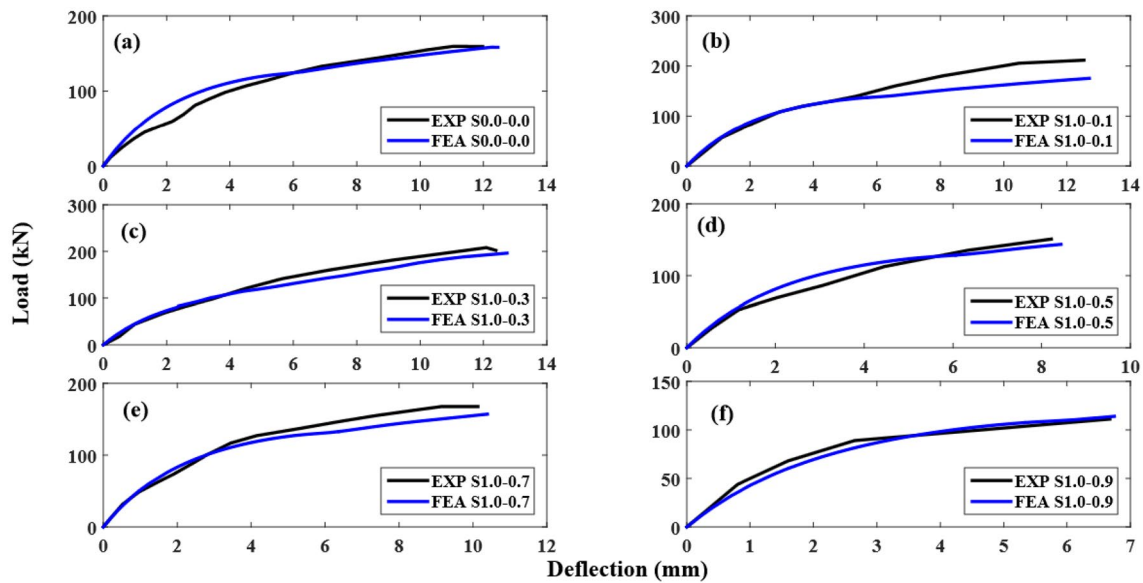 200
(a)
100
EXP S0.0-0.0
FEA S0.0-0.0
0
0 2 4 6 8 10 12 14
300
(b)
200
100
EXP S1.0-0.1
FEA S1.0-0.1
0
0 2 4 6 8 10 12 14
300
(c)
200
100
EXP S1.0-0.3
FEA S1.0-0.3
0
0 2 4 6 8 10 12 14
200
(d)
100
EXP S1.0-0.5
FEA S1.0-0.5
0
0 2 4 6 8 10
200
(e)
100
EXP S1.0-0.7
FEA S1.0-0.7
0
0 2 4 6 8 10 12
150
(f)
100
50
EXP S1.0-0.9
FEA S1.0-0.9
0
0 1 2 3 4 5 6 7
Load (kN)
Deflection (mm)